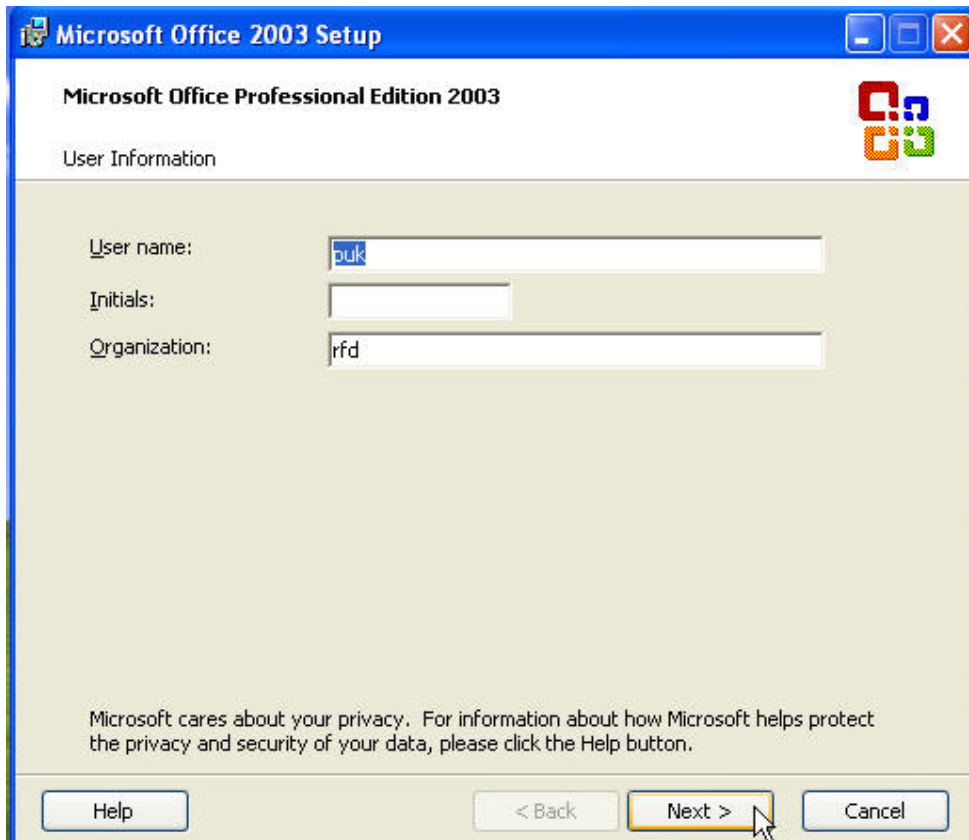 Microsoft Office 2003 Setup
Microsoft Office Professional Edition 2003
User Information
User name:
puk
Initials:
Organization:
rfd
Microsoft cares about your privacy. For information about how Microsoft helps protect
the privacy and security of your data, please click the Help button.
Help
< Back
Next >
Cancel